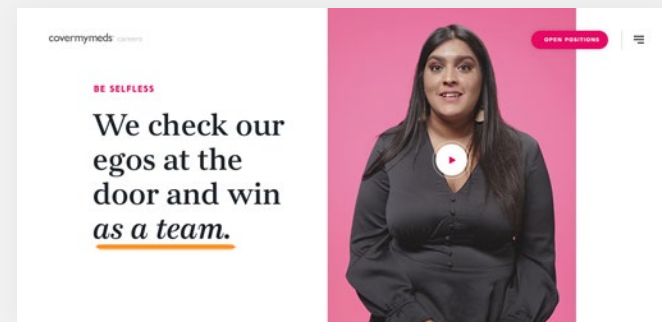 covermymeds careers
OPEN POSITIONS
BE SELFLESS
We check our
egos at the
door and win
as a team.